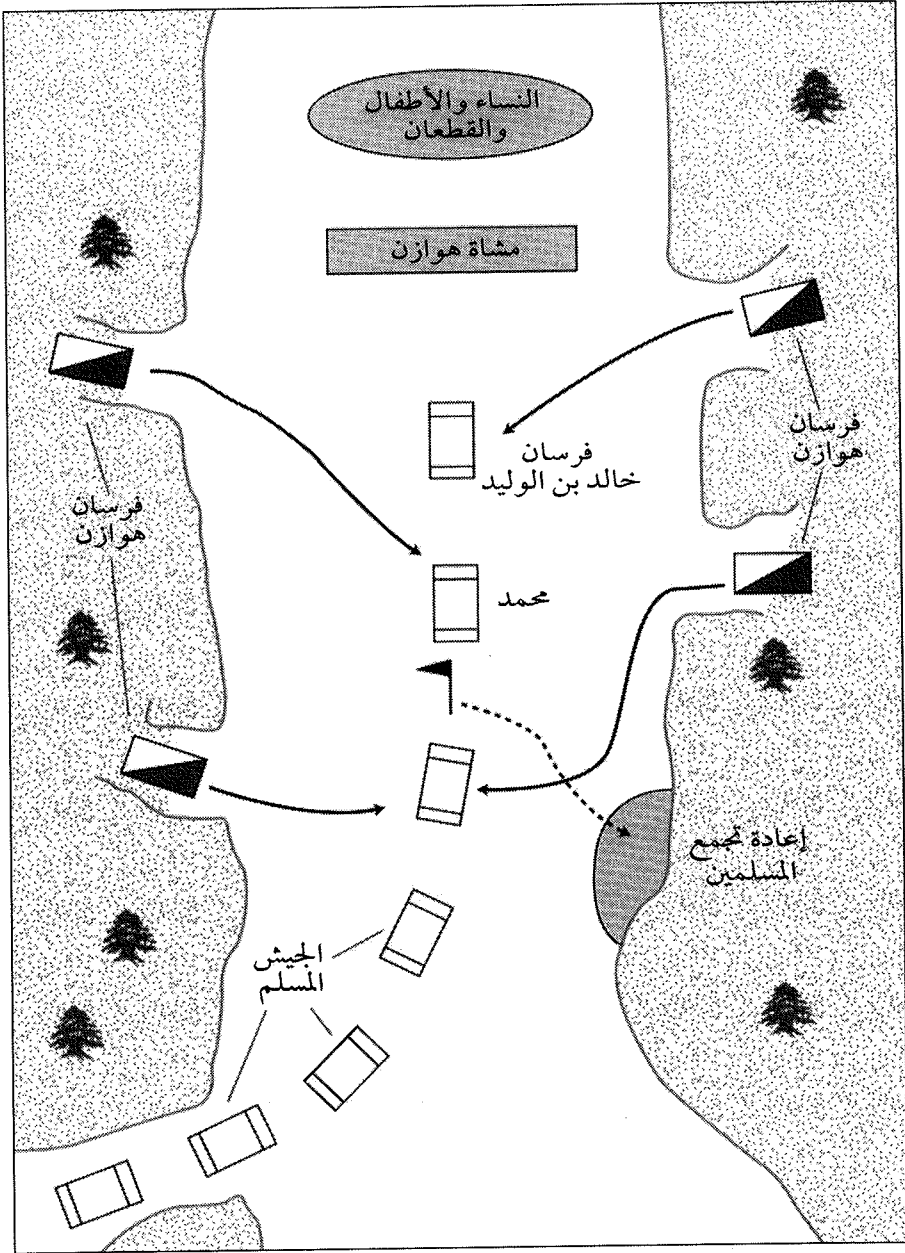 النساء والأطفال
والقطعان
مشاة هوازن
فرسان
هوازن
فرسان
خالد بن الوليد
فرسان
هوازن
محمد
إعادة تجمع
المسلمين
الجيش
المسلم